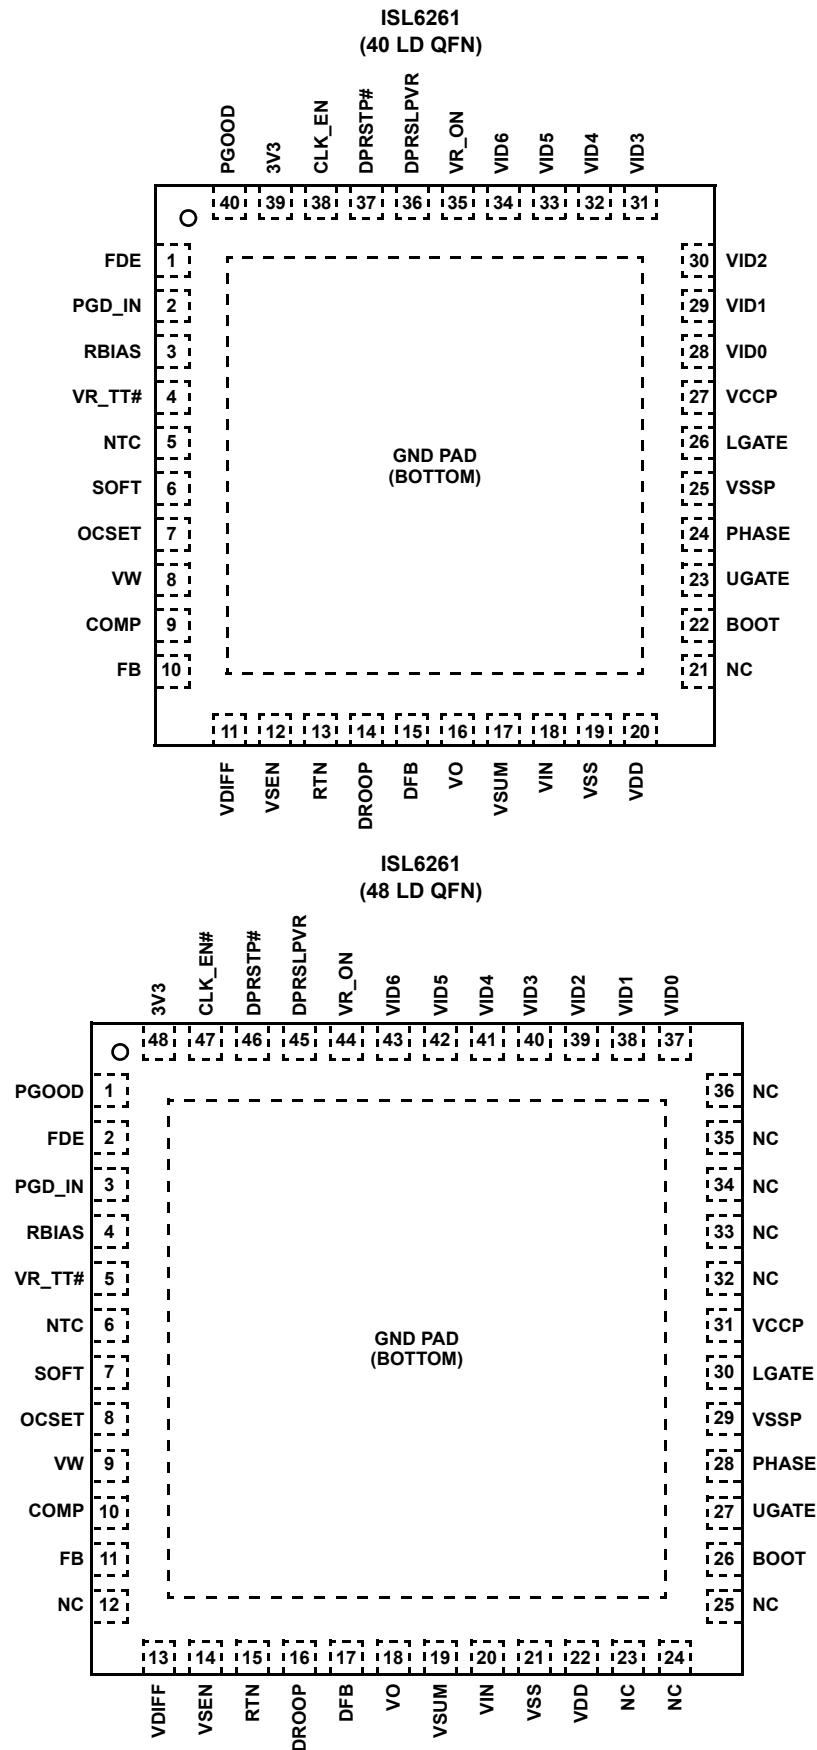 ISL6261
(40 LD QFN)
PGOOD
3V3
CLK_EN
DPRSTP#
DPRSLPVR
VR_ON
VID6
VID5
VID4
VID3
40 39 38 37 36 35 34 33 32 31
FDE 1
PGD_IN 2
RBIAS 3
VR_TT# 4
NTC 5
SOFT 6
OCSET 7
VW 8
COMP 9
FB 10
GND PAD
(BOTTOM)
30 VID2
29 VID1
28 VID0
27 VCCP
26 LGATE
25 VSSP
24 PHASE
23 UGATE
22 BOOT
21 NC
11 12 13 14 15 16 17 18 19 20
VDIFF
VSEN
RTN
DROOP
DFB
VO
VSUM
VIN
VSS
VDD
ISL6261
(48 LD QFN)
3V3
CLK_EN#
DPRSTP#
DPRSLPVR
VR_ON
VID6
VID5
VID4
VID3
VID2
VID1
VID0
48 47 46 45 44 43 42 41 40 39 38 37
PGOOD 1
FDE 2
PGD_IN 3
RBIAS 4
VR_TT# 5
NTC 6
SOFT 7
OCSET 8
VW 9
COMP 10
FB 11
NC 12
GND PAD
(BOTTOM)
36 NC
35 NC
34 NC
33 NC
32 NC
31 VCCP
30 LGATE
29 VSSP
28 PHASE
27 UGATE
26 BOOT
25 NC
13 14 15 16 17 18 19 20 21 22 23 24
VDIFF
VSEN
RTN
DROOP
DFB
VO
VSUM
VIN
VSS
VDD
NC
NC